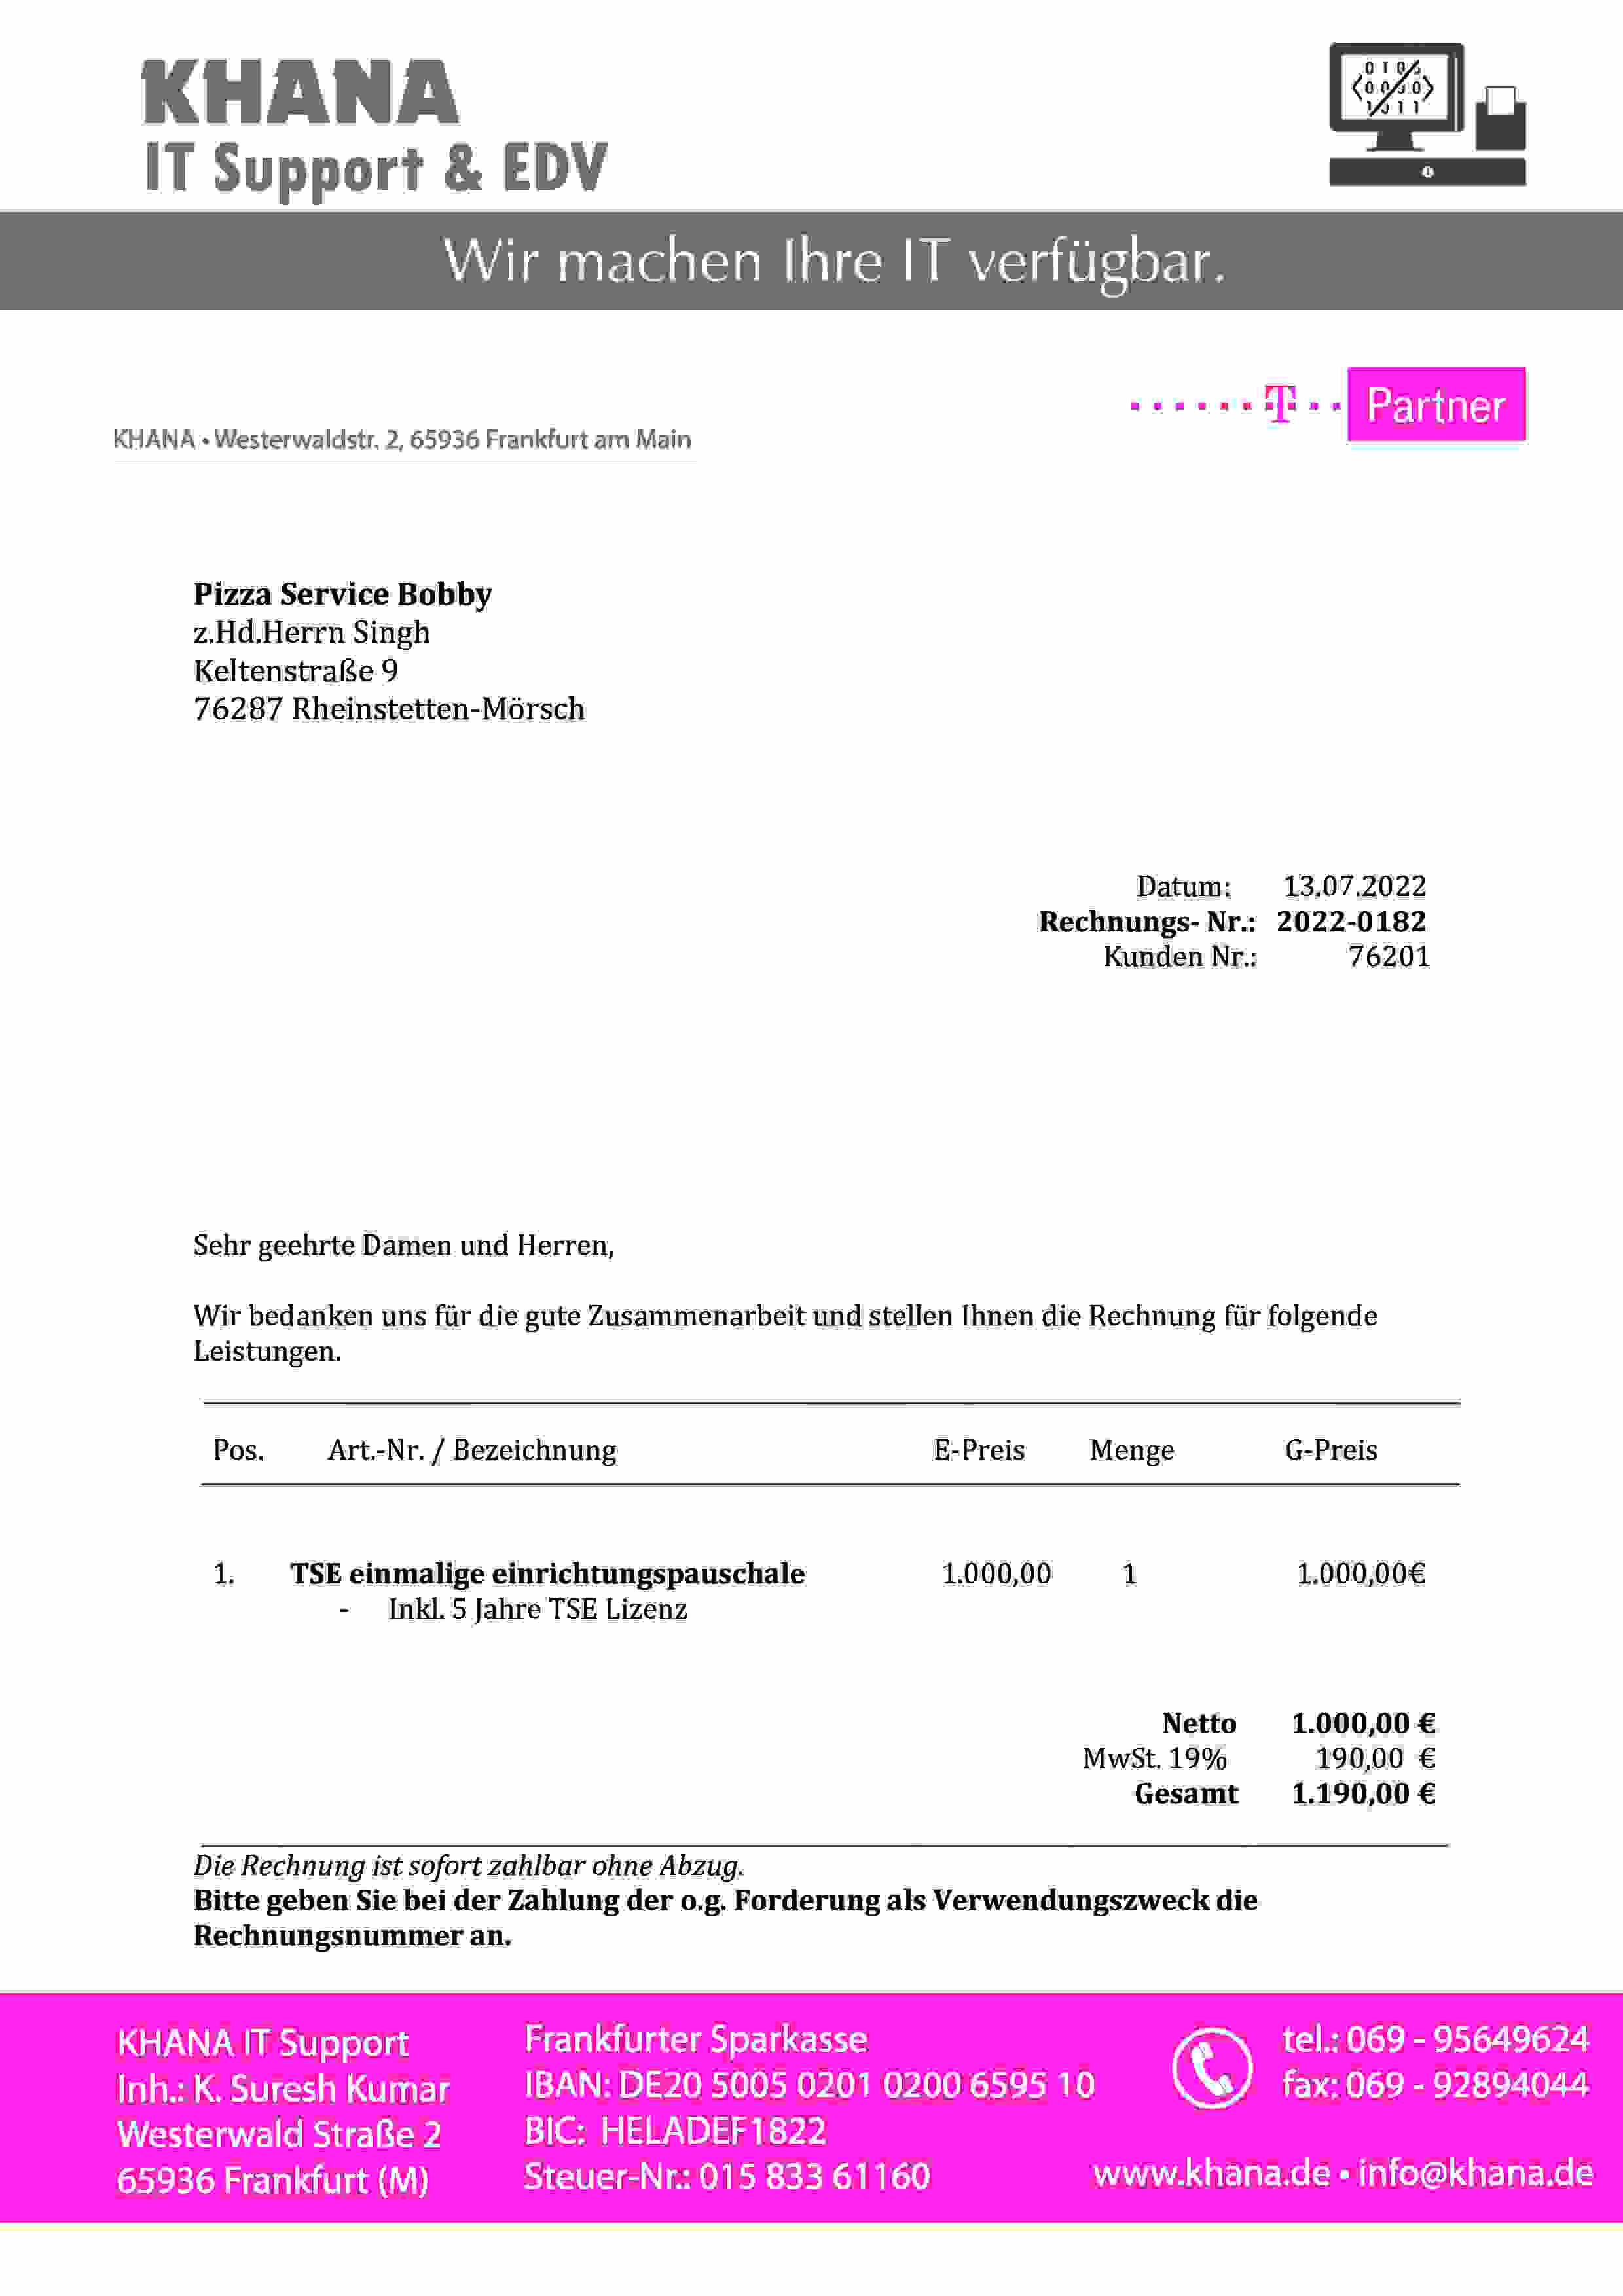 KHANA
IT Support & EDV
Wir machen Ihre IT verfügbar.
T Partner
KHANA • Westerwaldstr. 2, 65936 Frankfurt am Main
Pizza Service Bobby
z.Hd.Herrn Singh
Keltenstraße 9
76287 Rheinstetten-Mörsch
Datum: 13.07.2022
Rechnungs- Nr.: 2022-0182
Kunden Nr.: 76201
Sehr geehrte Damen und Herren,
Wir bedanken uns für die gute Zusammenarbeit und stellen Ihnen die Rechnung für folgende
Leistungen.
Pos. Art.-Nr. / Bezeichnung E-Preis Menge G-Preis
1. TSE einmalige einrichtungspauschale 1.000,00 1 1.000,00€
- Inkl. 5 Jahre TSE Lizenz
Netto 1.000,00 €
MwSt. 19% 190,00 €
Gesamt 1.190,00 €
Die Rechnung ist sofort zahlbar ohne Abzug.
Bitte geben Sie bei der Zahlung der o.g. Forderung als Verwendungszweck die
Rechnungsnummer an.
KHANA IT Support
Inh.: K. Suresh Kumar
Westerwald Straße 2
65936 Frankfurt (M)
Frankfurter Sparkasse
IBAN: DE20 5005 0201 0200 6595 10
BIC: HELADEF1822
Steuer-Nr.: 015 833 61160
tel.: 069 - 95649624
fax: 069 - 92894044
www.khana.de • info@khana.de